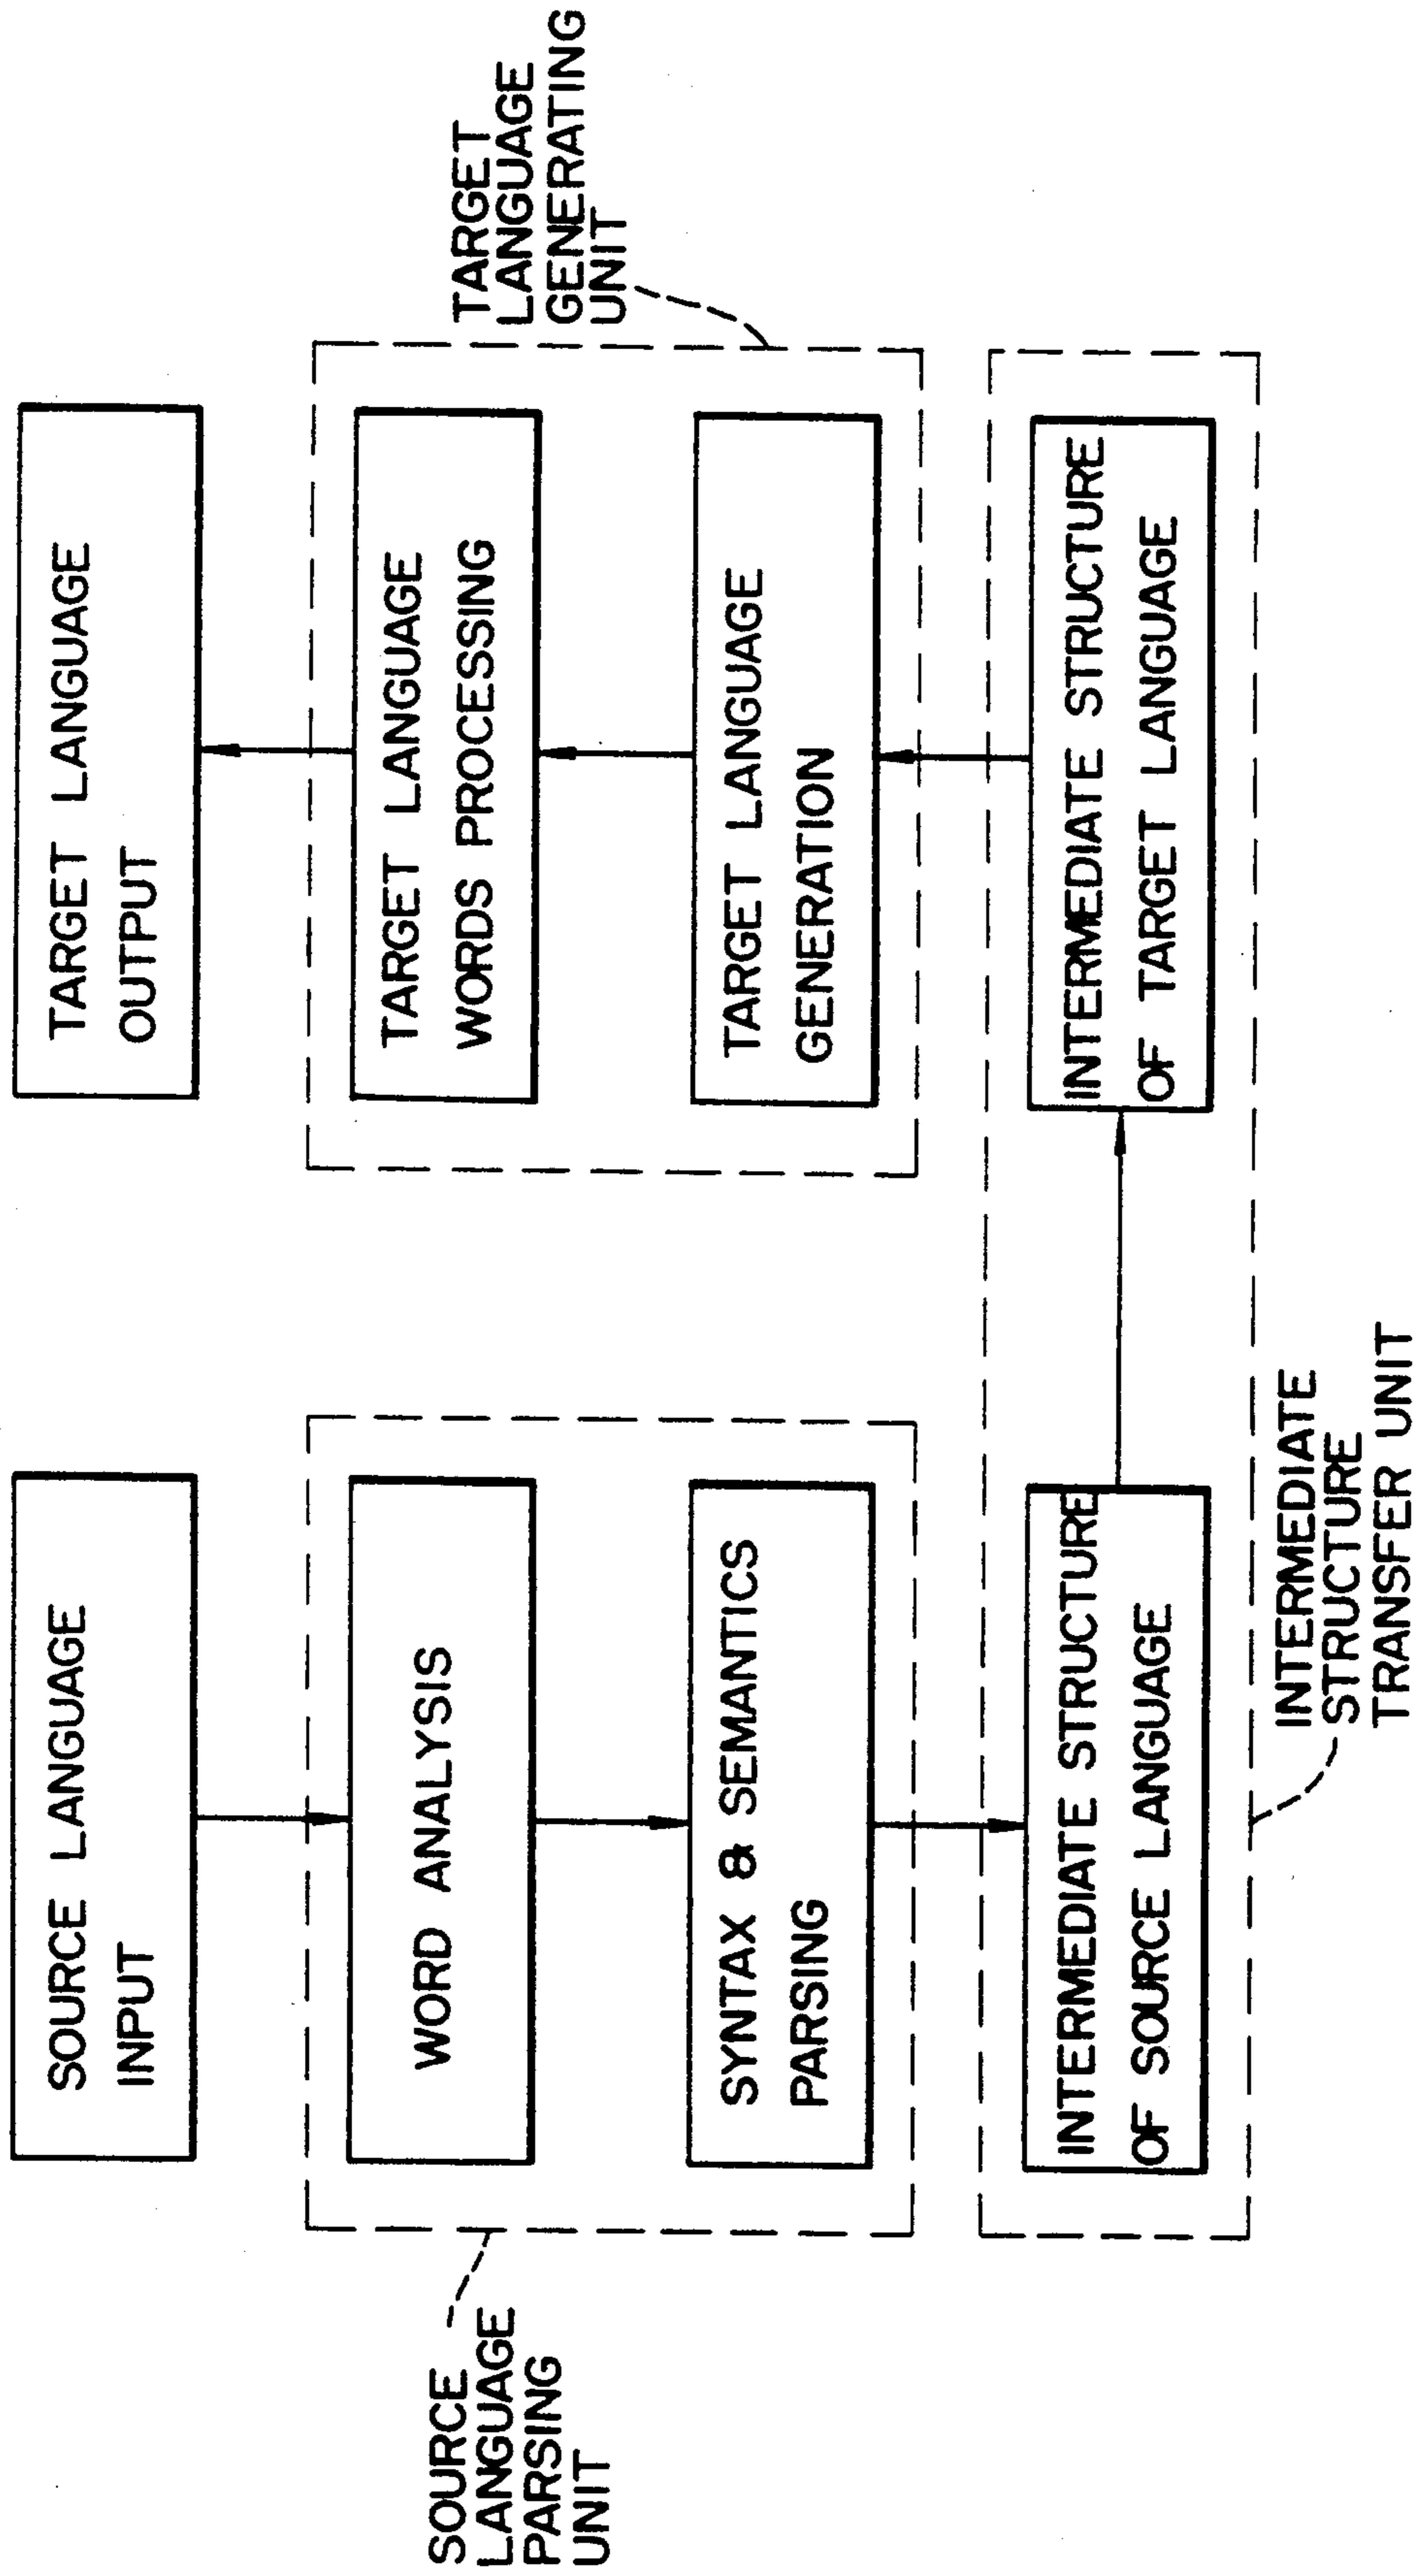 SOURCE LANGUAGE
INPUT
WORD ANALYSIS
SYNTAX & SEMANTICS
PARSING
SOURCE
LANGUAGE
PARSING
UNIT
INTERMEDIATE STRUCTURE
OF SOURCE LANGUAGE
INTERMEDIATE
STRUCTURE
TRANSFER UNIT
INTERMEDIATE STRUCTURE
OF TARGET LANGUAGE
TARGET LANGUAGE
GENERATION
TARGET LANGUAGE
WORDS PROCESSING
TARGET
LANGUAGE
GENERATING
UNIT
TARGET LANGUAGE
OUTPUT